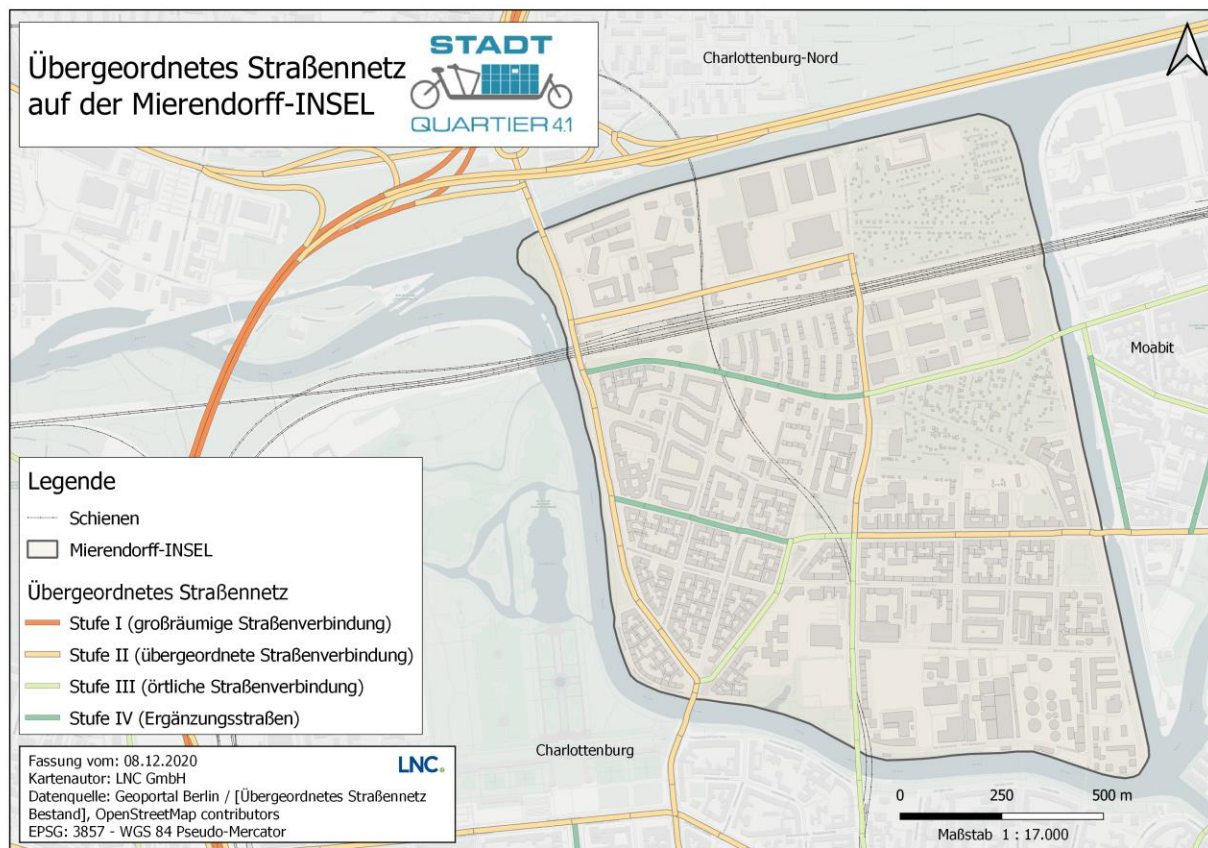 Übergeordnetes Straßennetz
auf der Mierendorff-INSEL
STADT
QUARTIER 4.1
Charlottenburg-Nord
Moabit
Charlottenburg
Legende
Schienen
Mierendorff-INSEL
Übergeordnetes Straßennetz
Stufe I (großräumige Straßenverbindung)
Stufe II (übergeordnete Straßenverbindung)
Stufe III (örtliche Straßenverbindung)
Stufe IV (Ergänzungsstraßen)
Fassung vom: 08.12.2020
Kartenautor: LNC GmbH
Datenquelle: Geoportal Berlin / [Übergeordnetes Straßennetz
Bestand], OpenStreetMap contributors
EPSG: 3857 - WGS 84 Pseudo-Mercator
LNC.
0 250 500 m
Maßstab 1 : 17.000